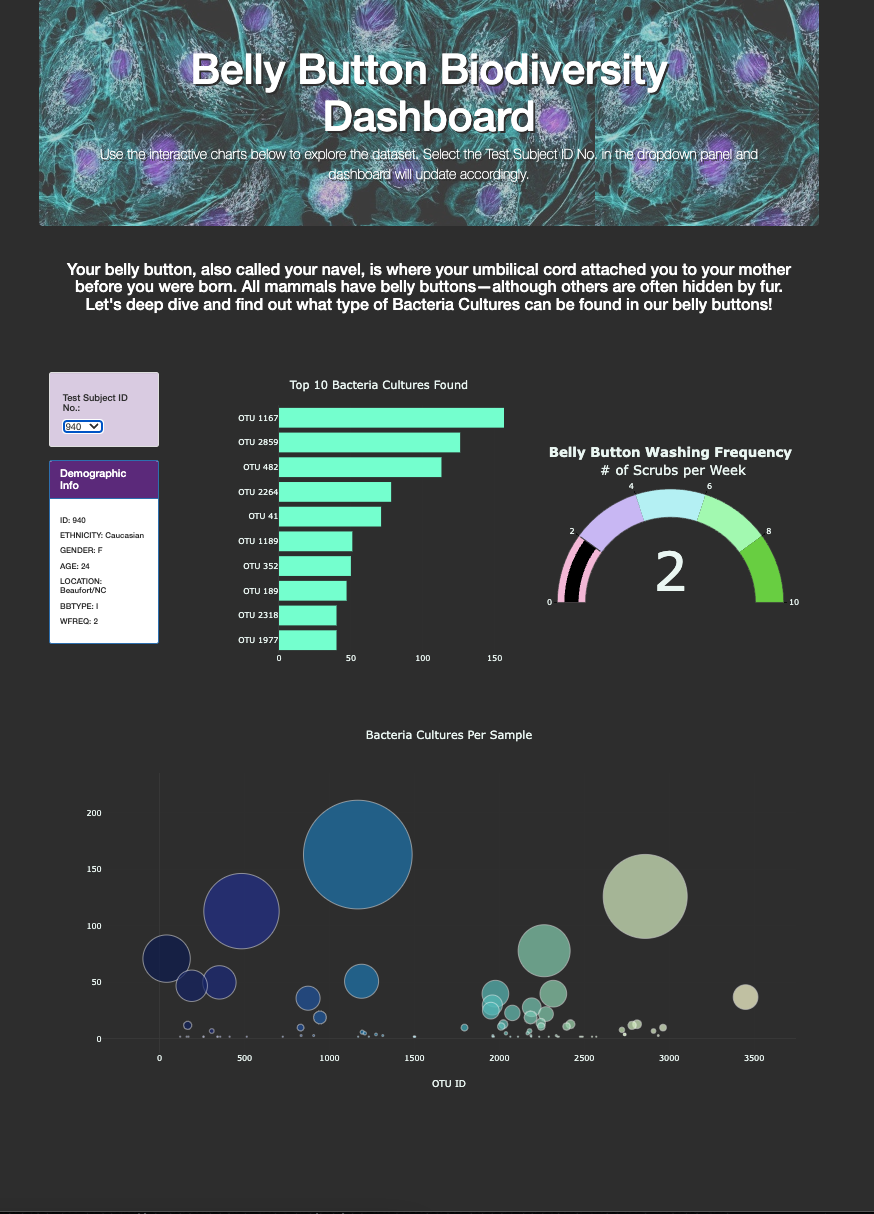 Belly Button Biodiversity
Dashboard
Use the interactive charts below to explore the dataset. Select the Test Subject ID No. in the dropdown panel and
dashboard will update accordingly.
Your belly button, also called your navel, is where your umbilical cord attached you to your mother
before you were born. All mammals have belly buttons—although others are often hidden by fur.
Let's deep dive and find out what type of Bacteria Cultures can be found in our belly buttons!
Test Subject ID
No.:
940
Demographic
Info
ID: 940
ETHNICITY: Caucasian
GENDER: F
AGE: 24
LOCATION:
Beaufort/NC
BBTYPE: I
WFREQ: 2
Top 10 Bacteria Cultures Found
OTU 1167
OTU 2859
OTU 482
OTU 2264
OTU 41
OTU 1189
OTU 352
OTU 189
OTU 2318
OTU 1977
0 50 100 150
Belly Button Washing Frequency
# of Scrubs per Week
4 6
2 8
2
0 10
Bacteria Cultures Per Sample
200
150
100
50
0
0 500 1000 1500 2000 2500 3000 3500
OTU ID